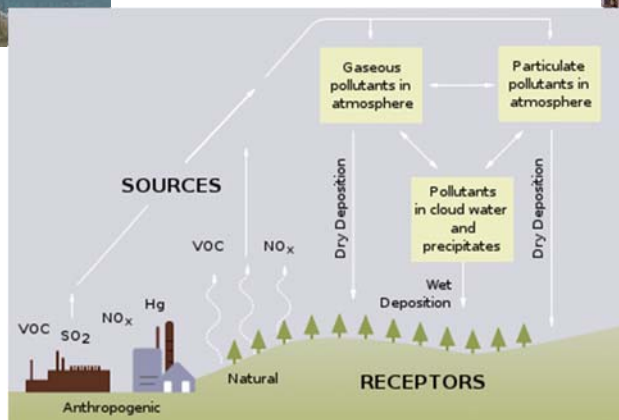 Gaseous
pollutants in
atmosphere
Particulate
pollutants in
atmosphere
SOURCES
Dry Deposition
Pollutants
in cloud water
and
precipitates
Dry Deposition
VOC
NOx
Wet
Deposition
VOC
SO2
NOx
Hg
Natural
RECEPTORS
Anthropogenic